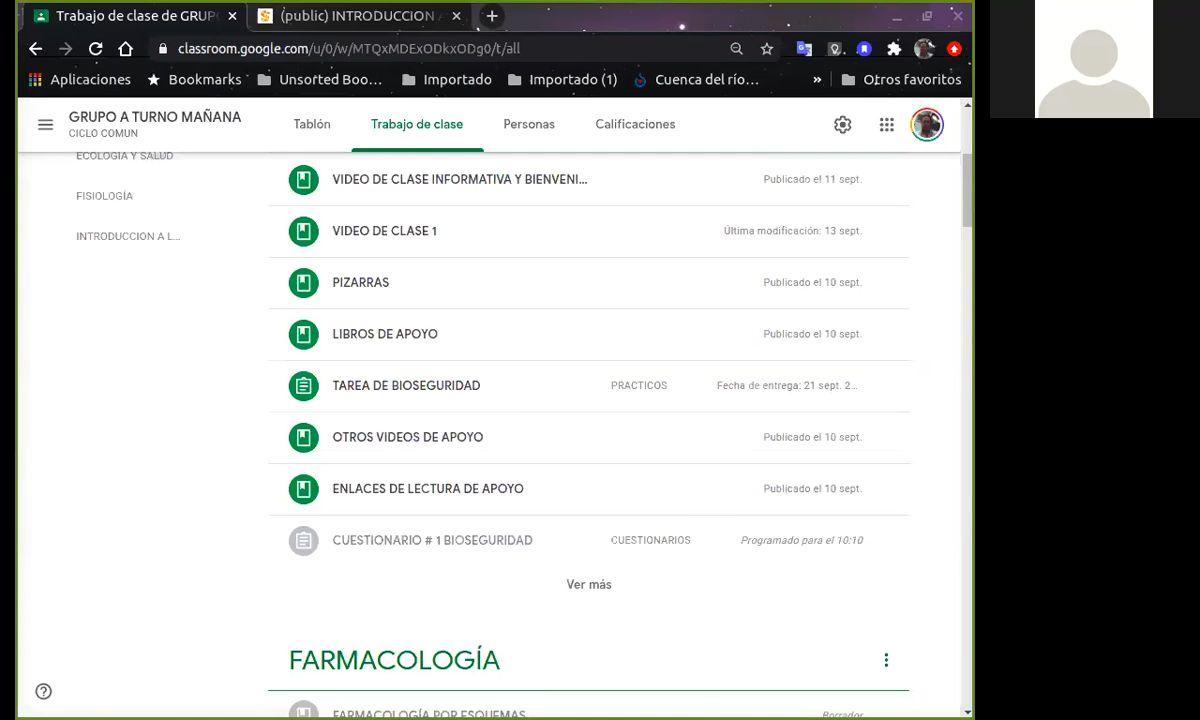 Trabajo de clase de GRUP
(public) INTRODUCCION A
classroom.google.com/u/0/w/MTQxMDExODkxODg0/t/all
Aplicaciones
Bookmarks
Unsorted Boo...
Importado
Importado (1)
Cuenca del río...
»
Otros favoritos
GRUPO A TURNO MAÑANA
CICLO COMUN
Tablón
Trabajo de clase
Personas
Calificaciones
ECOLOGIA Y SALUD
FISIOLOGÍA
INTRODUCCION A L...
VIDEO DE CLASE INFORMATIVA Y BIENVENI... Publicado el 11 sept.
VIDEO DE CLASE 1 Última modificación: 13 sept.
PIZARRAS Publicado el 10 sept.
LIBROS DE APOYO Publicado el 10 sept.
TAREA DE BIOSEGURIDAD PRACTICOS Fecha de entrega: 21 sept. 2...
OTROS VIDEOS DE APOYO Publicado el 10 sept.
ENLACES DE LECTURA DE APOYO Publicado el 10 sept.
CUESTIONARIO # 1 BIOSEGURIDAD CUESTIONARIOS Programado para el 10:10
Ver más
FARMACOLOGÍA
FARMACOLOGÍA POR ESQUEMAS Borrador